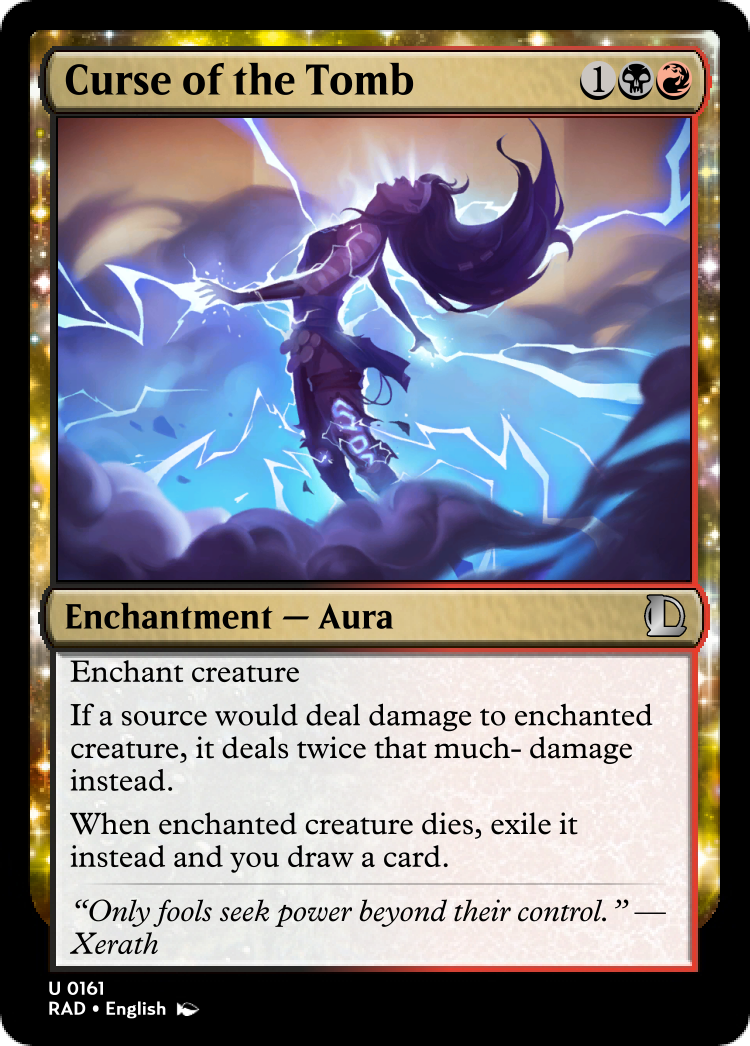 Curse of the Tomb 1
Enchantment — Aura
Enchant creature
If a source would deal damage to enchanted
creature, it deals twice that much- damage
instead.
When enchanted creature dies, exile it
instead and you draw a card.
“Only fools seek power beyond their control.” —
Xerath
U 0161
RAD • English